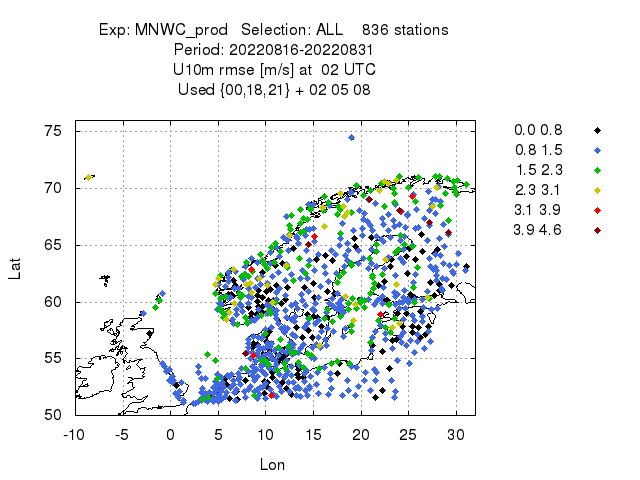 Exp: MNWC_prod Selection: ALL 836 stations
Period: 20220816-20220831
U10m rmse [m/s] at 02 UTC
Used {00,18,21} + 02 05 08
75
70
65
60
55
50
Lat
-10 -5 0 5 10 15 20 25 30
Lon
0.0 0.8
0.8 1.5
1.5 2.3
2.3 3.1
3.1 3.9
3.9 4.6